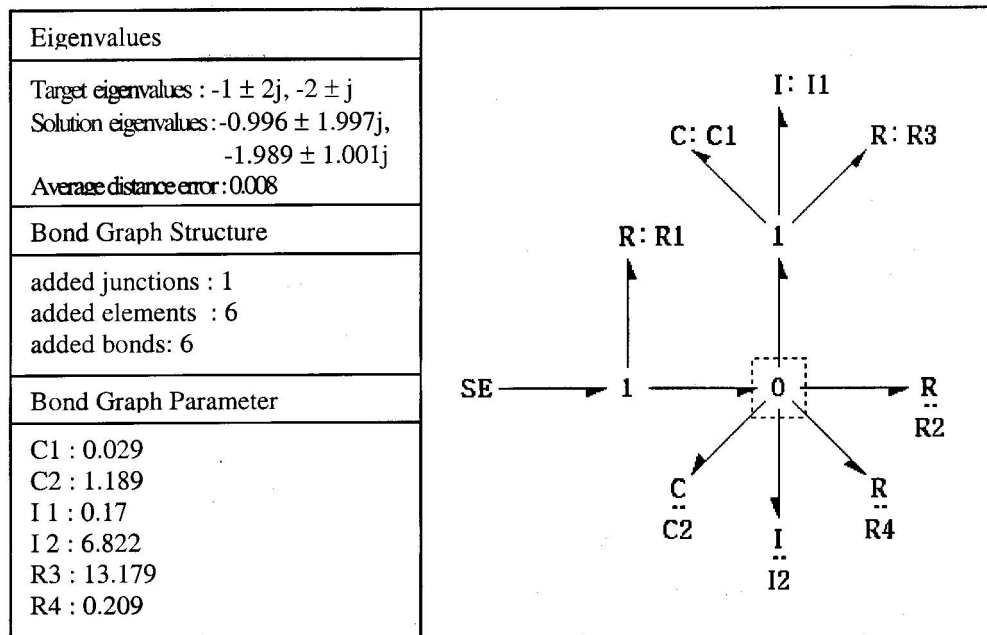 Eigenvalues
Target eigenvalues : -1 ± 2j, -2 ± j
Solution eigenvalues:-0.996 ± 1.997j,
-1.989 ± 1.001j
Average distance error : 0.008
Bond Graph Structure
added junctions : 1
added elements : 6
added bonds: 6
Bond Graph Parameter
C1 : 0.029
C2 : 1.189
I 1 : 0.17
I 2 : 6.822
R3 : 13.179
R4 : 0.209
I: I1
C: C1
R: R3
R: R1
1
SE
1
0
R
..
R2
C
..
C2
R
..
R4
I
..
I2